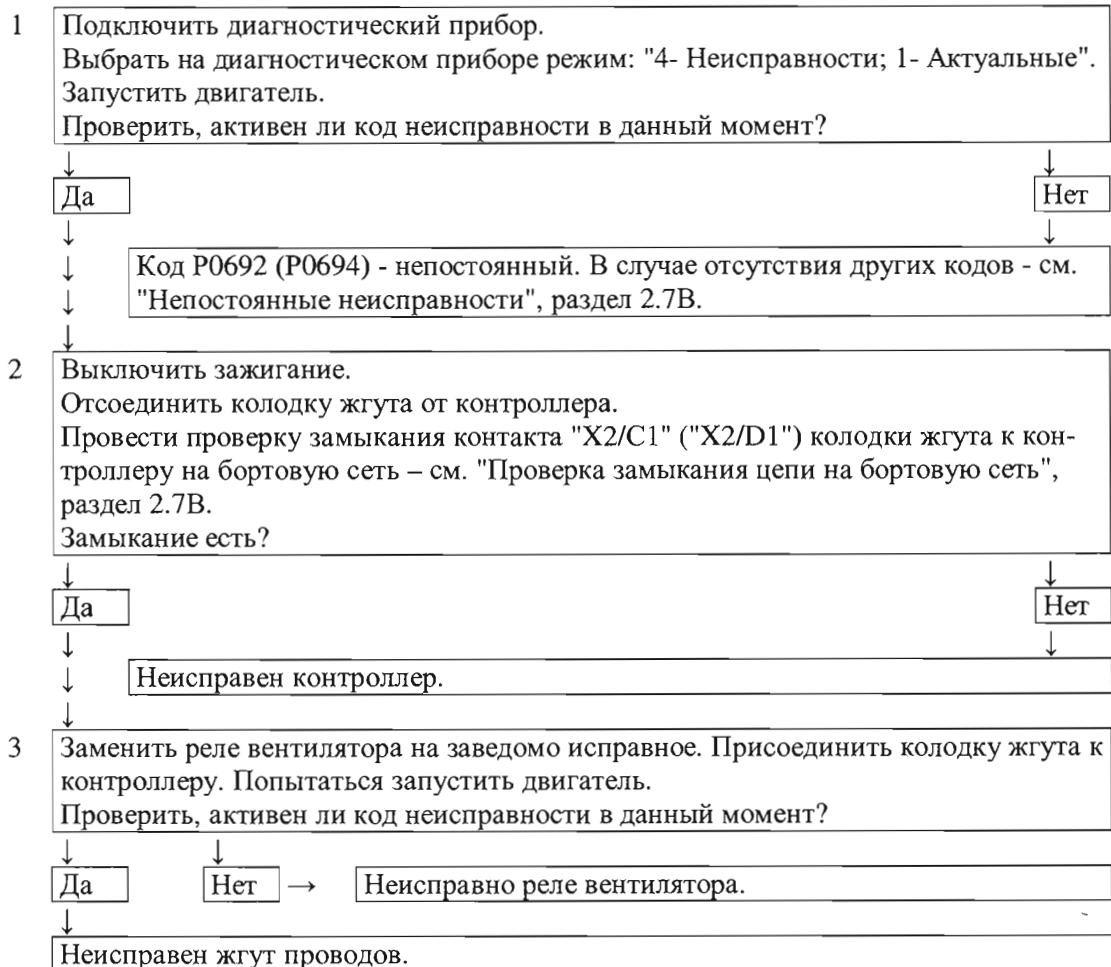 1 Подключить диагностический прибор.
Выбрать на диагностическом приборе режим: "4- Неисправности; 1- Актуальные".
Запустить двигатель.
Проверить, активен ли код неисправности в данный момент?
↓ ↓
Да Нет
↓ ↓
↓ Код P0692 (P0694) - непостоянный. В случае отсутствия других кодов - см.
↓ "Непостоянные неисправности", раздел 2.7В.
↓
2 Выключить зажигание.
Отсоединить колодку жгута от контроллера.
Провести проверку замыкания контакта "X2/C1" ("X2/D1") колодки жгута к кон-
троллеру на бортовую сеть – см. "Проверка замыкания цепи на бортовую сеть",
раздел 2.7В.
Замыкание есть?
↓ ↓
Да Нет
↓ ↓
↓ Неисправен контроллер.
↓
3 Заменить реле вентилятора на заведомо исправное. Присоединить колодку жгута к
контроллеру. Попытаться запустить двигатель.
Проверить, активен ли код неисправности в данный момент?
↓ ↓
Да Нет → Неисправно реле вентилятора.
↓
Неисправен жгут проводов.